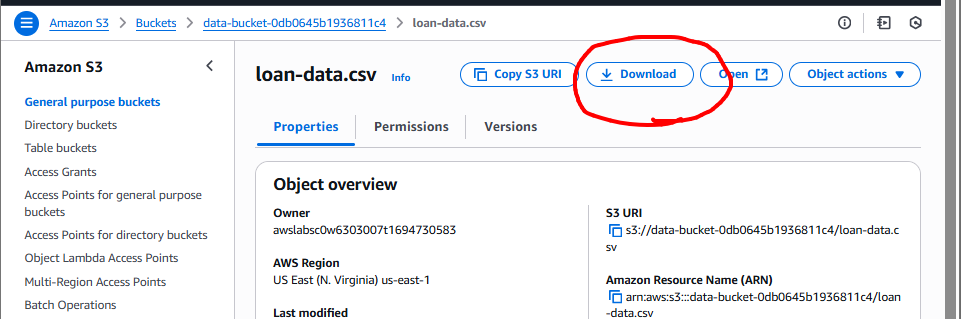 Amazon S3 > Buckets > data-bucket-0db0645b1936811c4 > loan-data.csv
Amazon S3
General purpose buckets
Directory buckets
Table buckets
Access Grants
Access Points for general purpose
buckets
Access Points for directory buckets
Object Lambda Access Points
Multi-Region Access Points
Batch Operations
loan-data.csv Info
Copy S3 URI Download Open Object actions
Properties Permissions Versions
Object overview
Owner
awslabsc0w6303007t1694730583
AWS Region
US East (N. Virginia) us-east-1
Last modified
S3 URI
s3://data-bucket-0db0645b1936811c4/loan-data.c
sv
Amazon Resource Name (ARN)
arn:aws:s3:::data-bucket-0db0645b1936811c4/loan
-data.csv